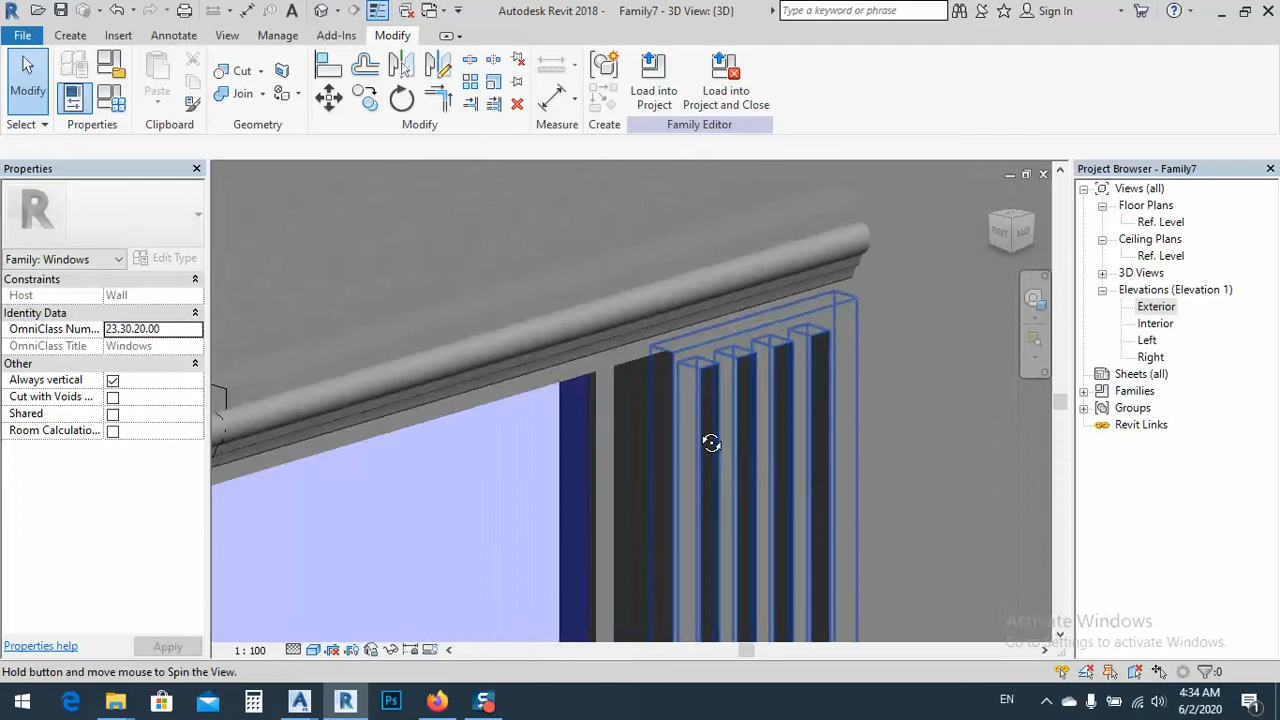 Autodesk Revit 2018 - Family7 - 3D View: {3D}
Type a keyword or phrase
Sign In
File Create Insert Annotate View Manage Add-Ins Modify
Modify
Paste
Cut
Join
Load into Project
Load into Project and Close
Select Properties Clipboard Geometry Modify Measure Create Family Editor
Properties
Family: Windows
Edit Type
Constraints
Host Wall
Identity Data
OmniClass Num... 23.30.20.00
OmniClass Title Windows
Other
Always vertical
Cut with Voids ...
Shared
Room Calculatio...
Properties help
Apply
Project Browser - Family7
Views (all)
Floor Plans
Ref. Level
Ceiling Plans
Ref. Level
3D Views
Elevations (Elevation 1)
Exterior
Interior
Left
Right
Sheets (all)
Families
Groups
Revit Links
Activate Windows
Go to Settings to activate Windows.
1 : 100
Hold button and move mouse to Spin the View.
:0
EN
4:34 AM
6/2/2020